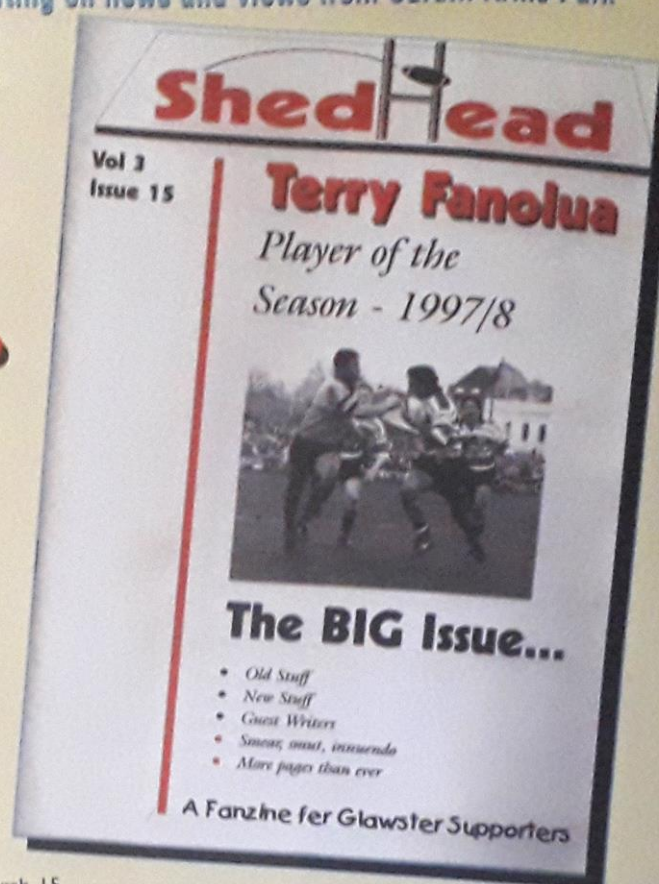 ShedHead
Vol 3
Issue 15
Terry Fanolua
Player of the
Season - 1997/8
The BIG Issue...
• Old Stuff
• New Stuff
• Guest Writers
• Smear, smut, innuendo
• More pages than ever
A Fanzine fer Glawster Supporters